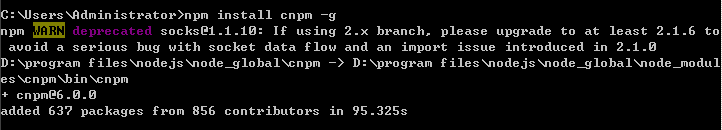 C:\Users\Administrator>npm install cnpm -g
npm WARN deprecated socks@1.1.10: If using 2.x branch, please upgrade to at least 2.1.6 to
avoid a serious bug with socket data flow and an import issue introduced in 2.1.0
D:\program files\nodejs\node_global\cnpm -> D:\program files\nodejs\node_global\node_modul
es\cnpm\bin\cnpm
+ cnpm@6.0.0
added 637 packages from 856 contributors in 95.325s